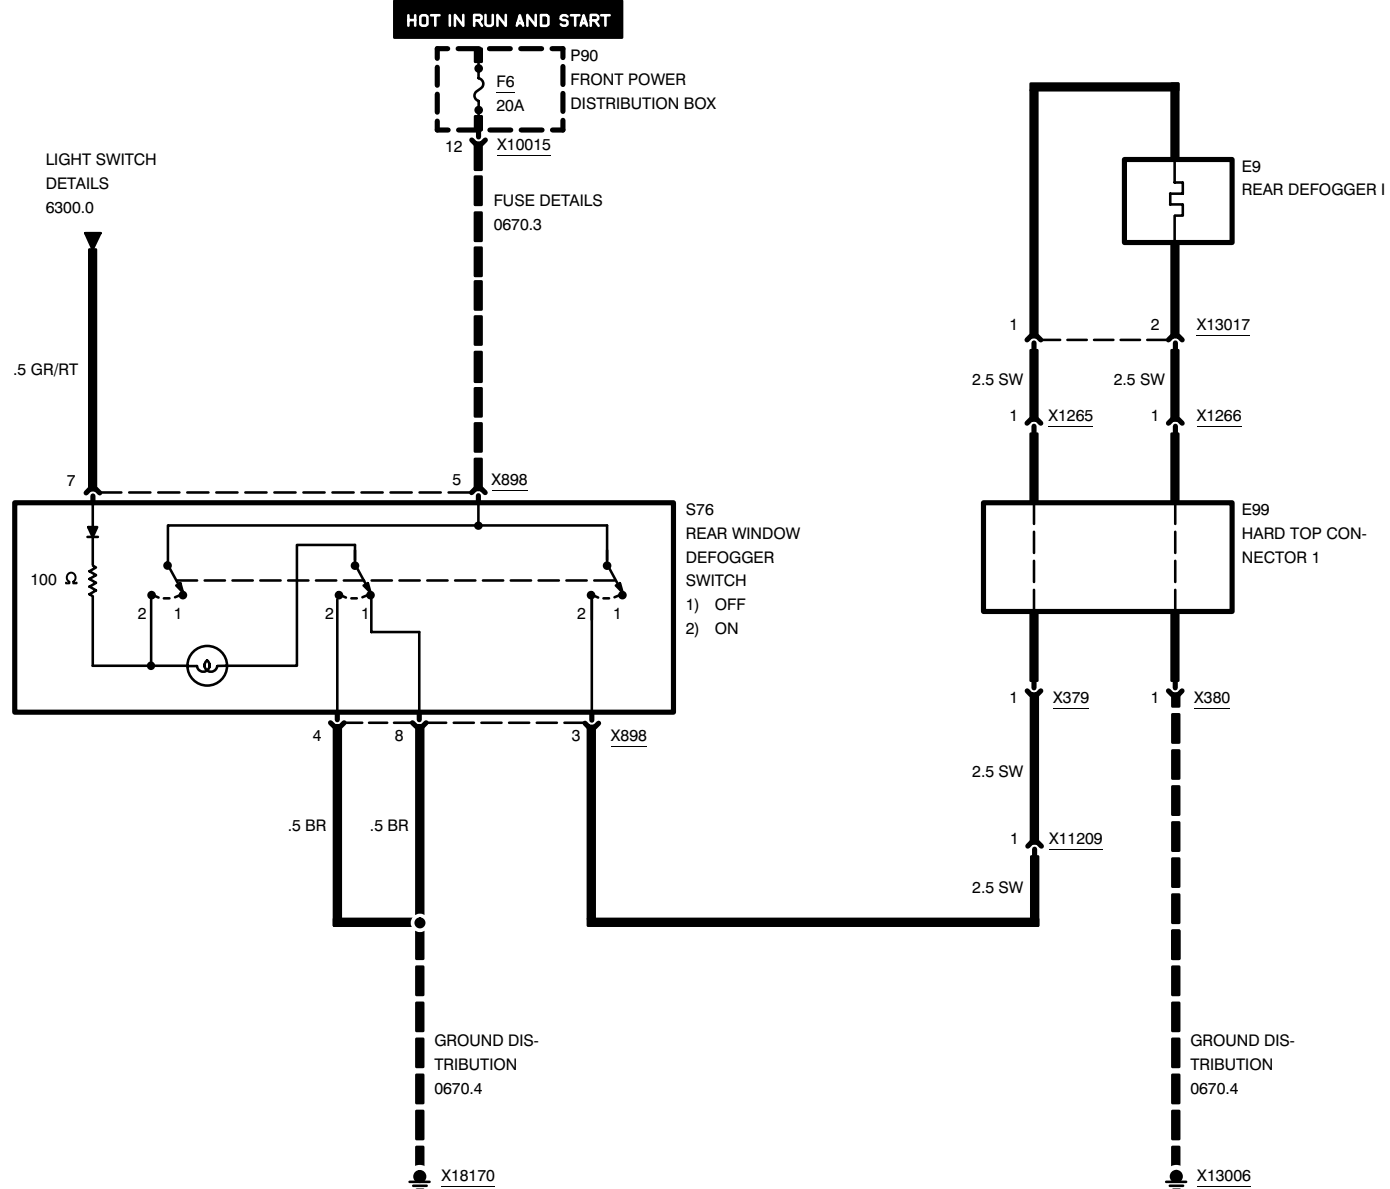 HOT IN RUN AND START
P90
FRONT POWER
DISTRIBUTION BOX
F6
20A
12
X10015
FUSE DETAILS
0670.3
LIGHT SWITCH
DETAILS
6300.0
.5 GR/RT
7
5
X898
S76
REAR WINDOW
DEFOGGER
SWITCH
1) OFF
2) ON
100 Ω
2
1
2
1
2
1
4
8
3
X898
.5 BR
.5 BR
GROUND DIS-
TRIBUTION
0670.4
X18170
E9
REAR DEFOGGER I
1
2
X13017
2.5 SW
2.5 SW
1
X1265
1
X1266
E99
HARD TOP CON-
NECTOR 1
1
X379
1
X380
2.5 SW
1
X11209
2.5 SW
GROUND DIS-
TRIBUTION
0670.4
X13006